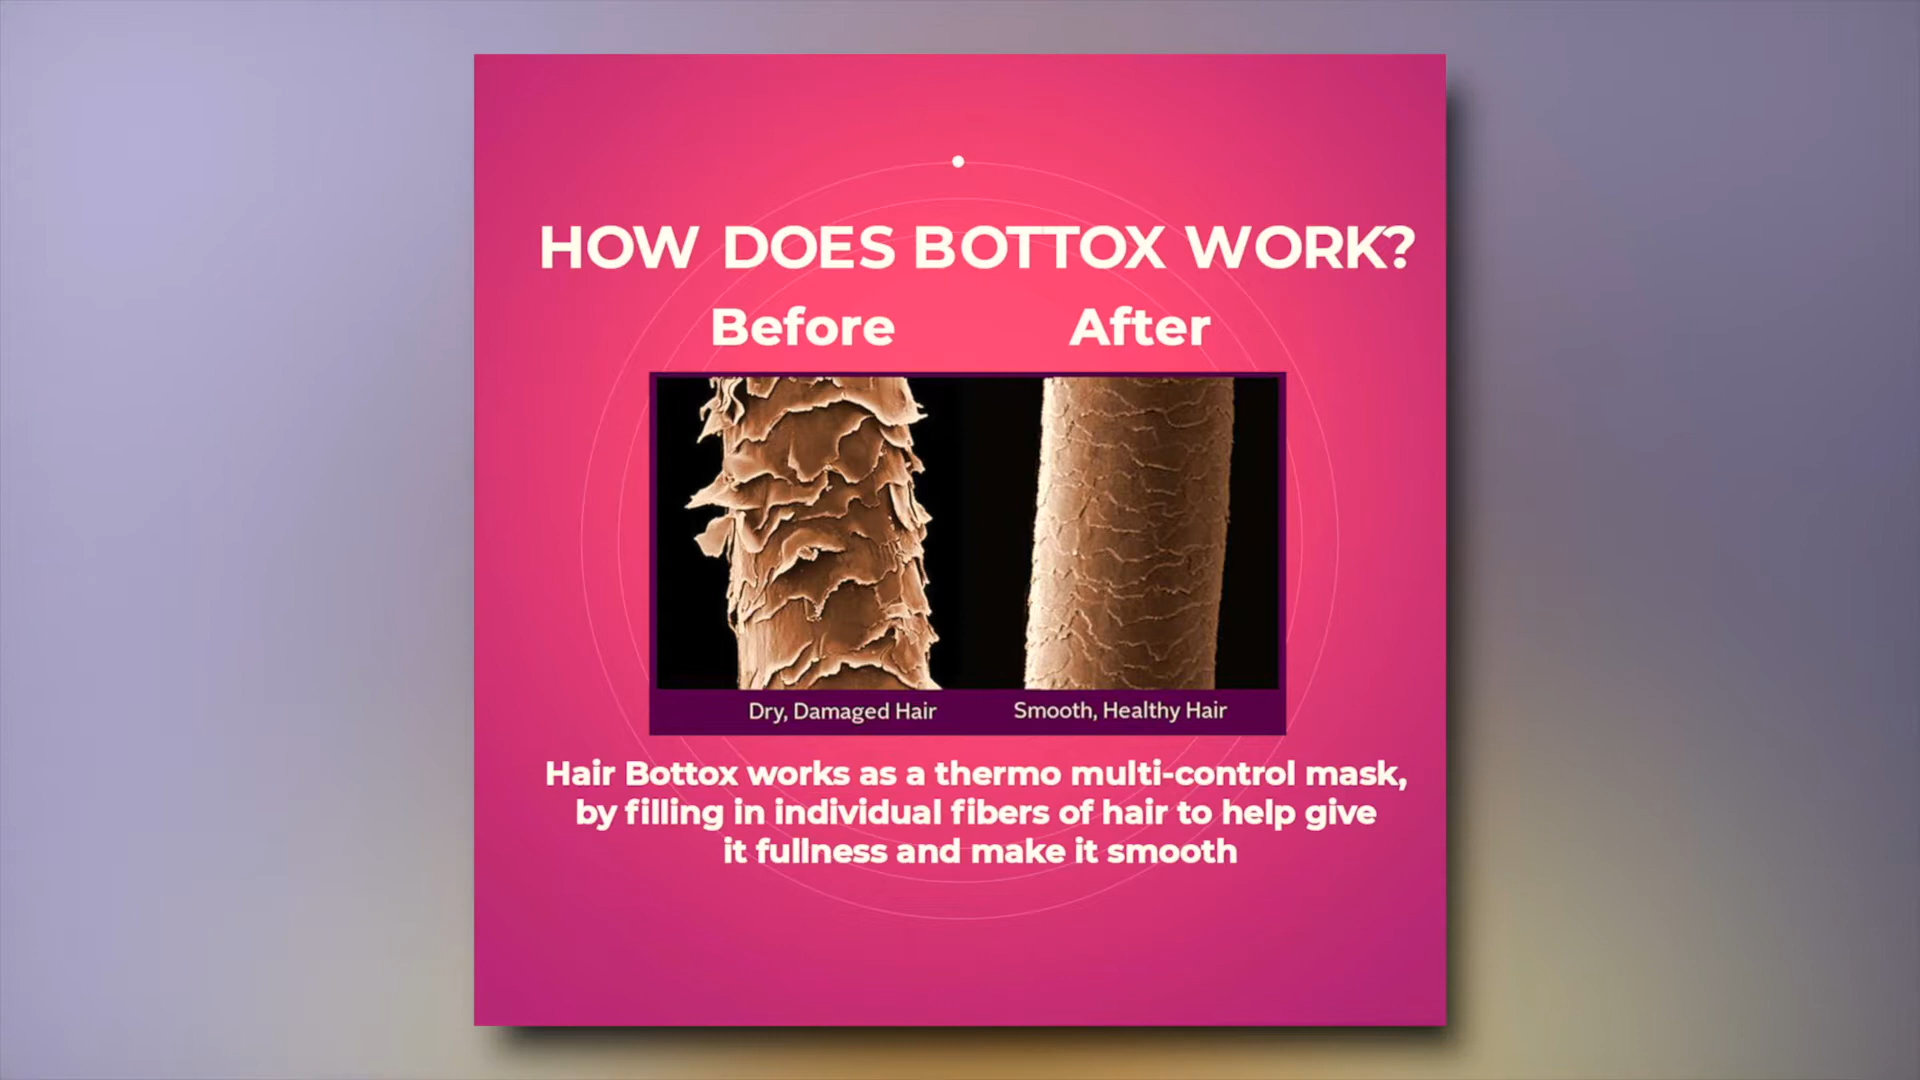 HOW DOES BOTTOX WORK?
Before After
Dry, Damaged Hair Smooth, Healthy Hair
Hair Bottox works as a thermo multi-control mask,
by filling in individual fibers of hair to help give
it fullness and make it smooth